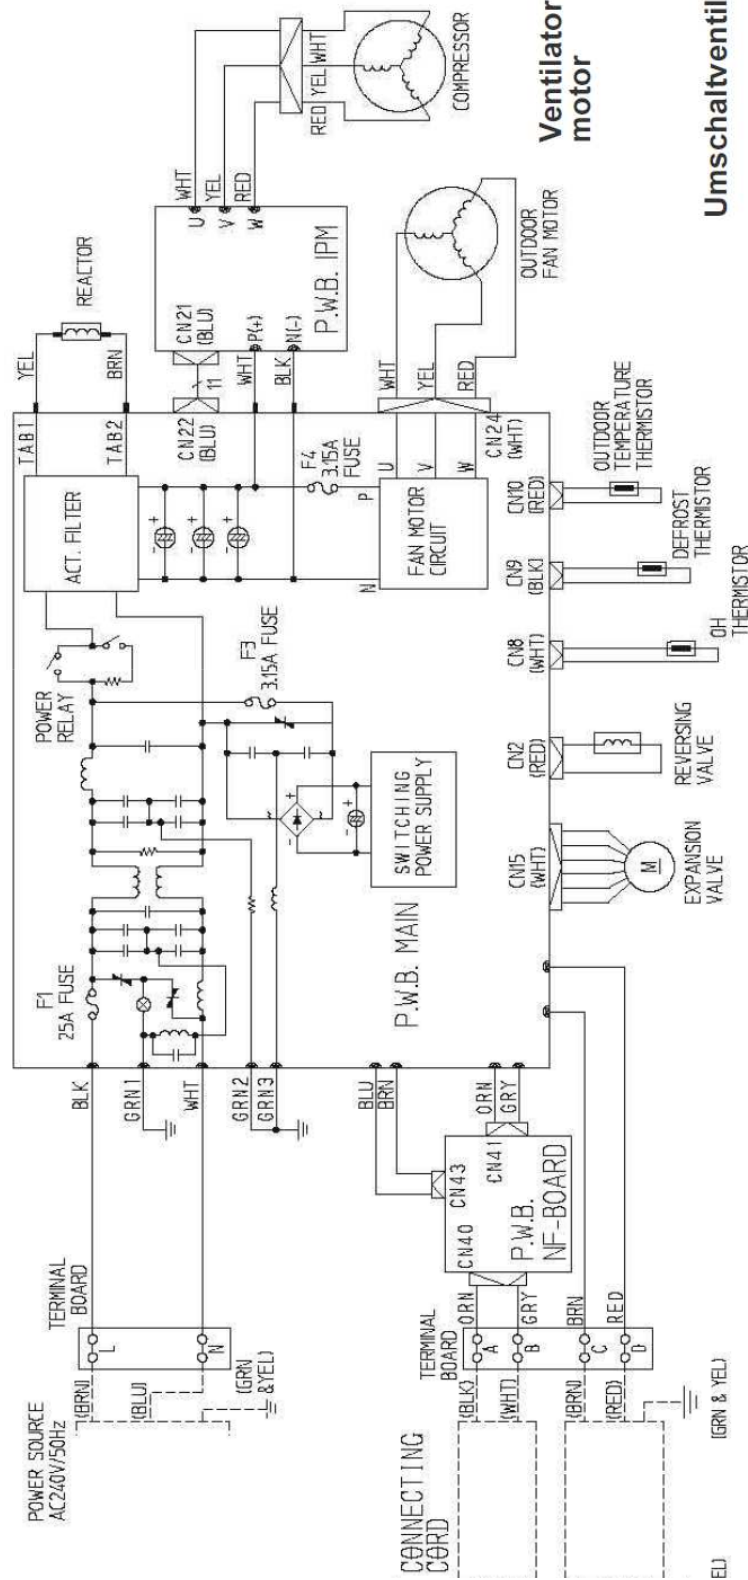 POWER SOURCE
AC240V/50Hz
(BRN)
(BLU)
(GRN
&YEL)
TERMINAL
BOARD
L
N
BLK
GRN1
WHT
GRN2
GRN3
F1
25A FUSE
POWER
RELAY
F3
3.15A FUSE
ACT. FILTER
TAB1
TAB2
YEL
BRN
REACTOR
CN22
(BLU)
11
CN21
(BLU)
WHT
P(+)
BLK
N(-)
P.W.B. IPM
U
V
W
WHT
YEL
RED
RED
YEL
WHT
COMPRESSOR
F4
3.15A
FUSE
P
N
FAN MOTOR
CIRCUIT
U
V
W
CN24
(WHT)
WHT
YEL
RED
OUTDOOR
FAN MOTOR
Ventilator
motor
Umschaltventil
SWITCHING
POWER SUPPLY
P.W.B. MAIN
BLU
BRN
ORN
GRY
CN43
CN41
CN40
P.W.B.
NF-BOARD
TERMINAL
BOARD
A
B
C
D
ORN
GRY
BRN
RED
(BLK)
(WHT)
(BRN)
(RED)
CONNECTING
CORD
(GRN & YEL)
EL)
CN15
(WHT)
M
EXPANSION
VALVE
CN2
(RED)
REVERSING
VALVE
CN8
(WHT)
OH
THERMISTOR
CN9
(BLK)
DEFROST
THERMISTOR
CN10
(RED)
OUTDOOR
TEMPERATURE
THERMISTOR